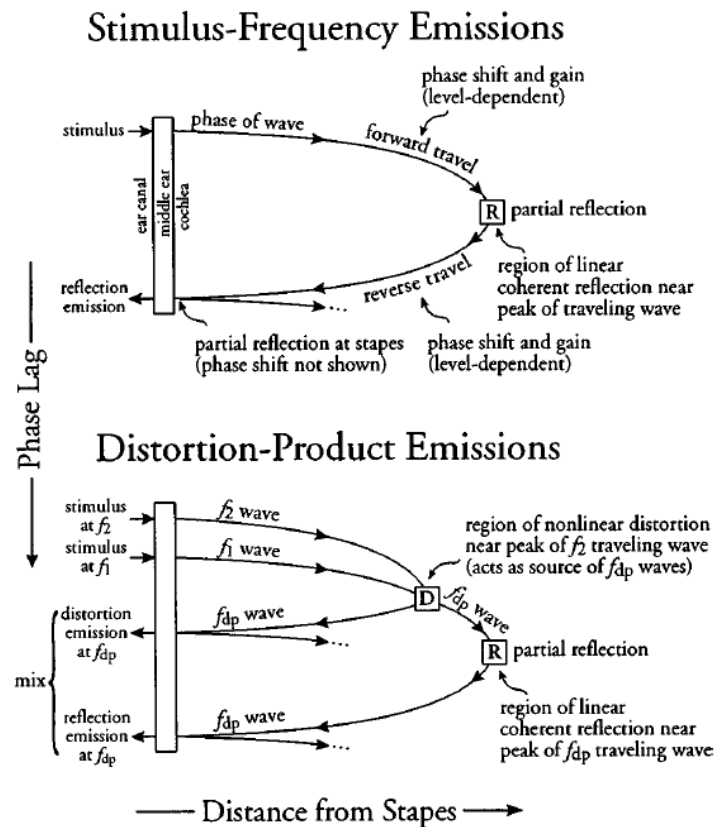 Stimulus-Frequency Emissions
phase shift and gain
(level-dependent)
stimulus
phase of wave
forward travel
ear canal
middle ear
cochlea
R
partial reflection
region of linear
coherent reflection near
peak of traveling wave
reflection
emission
reverse travel
...
partial reflection at stapes
(phase shift not shown)
phase shift and gain
(level-dependent)
Phase Lag
Distortion-Product Emissions
stimulus
at f2
f2 wave
stimulus
at f1
f1 wave
region of nonlinear distortion
near peak of f2 traveling wave
(acts as source of fdp waves)
D
fdp wave
distortion
emission
at fdp
fdp wave
...
R
partial reflection
mix
reflection
emission
at fdp
fdp wave
...
region of linear
coherent reflection near
peak of fdp traveling wave
Distance from Stapes